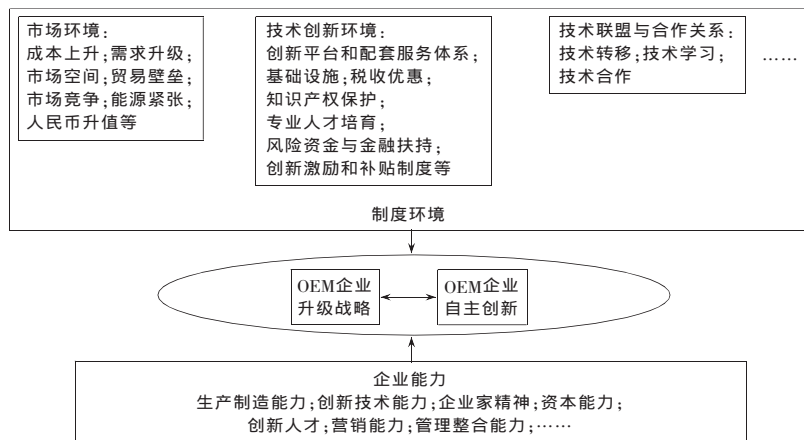 市场环境:
成本上升;需求升级;
市场空间;贸易壁垒;
市场竞争;能源紧张;
人民币升值等
技术创新环境:
创新平台和配套服务体系;
基础设施;税收优惠;
知识产权保护;
专业人才培育;
风险资金与金融扶持;
创新激励和补贴制度等
技术联盟与合作关系:
技术转移;技术学习;
技术合作
……
制度环境
OEM企业
升级战略
OEM企业
自主创新
企业能力
生产制造能力;创新技术能力;企业家精神;资本能力;
创新人才;营销能力;管理整合能力;……